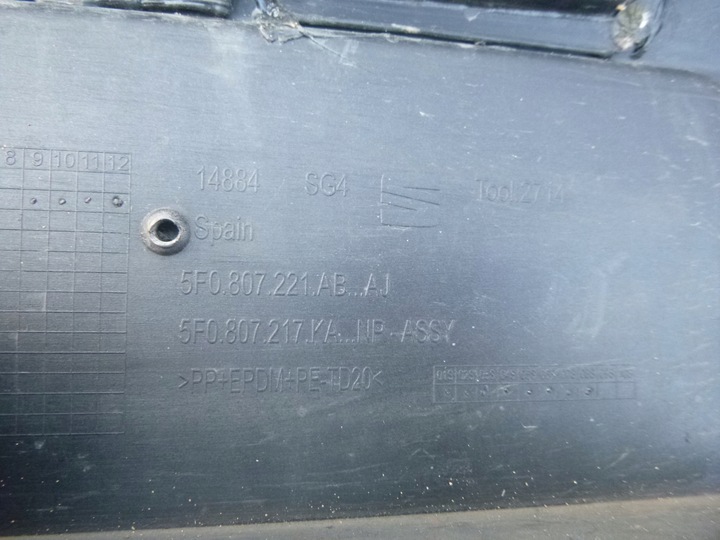 8 9 10 11 12
14884 SG4 Tool 2714
Spain
5F0.807.221.AB...AJ
5F0.807.217.KA...NP-ASSY
>PP+EPDM+PE-TD20<